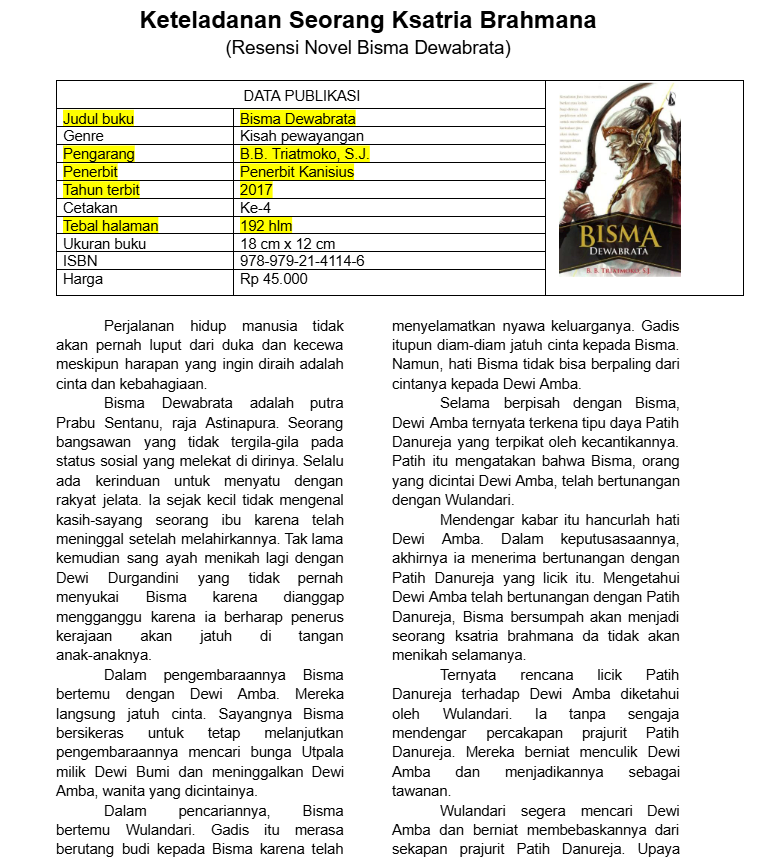 Keteladanan Seorang Ksatria Brahmana
(Resensi Novel Bisma Dewabrata)
DATA PUBLIKASI
Judul buku Bisma Dewabrata
Genre Kisah pewayangan
Pengarang B.B. Triatmoko, S.J.
Penerbit Penerbit Kanisius
Tahun terbit 2017
Cetakan Ke-4
Tebal halaman 192 hlm
Ukuran buku 18 cm x 12 cm
ISBN 978-979-21-4114-6
Harga Rp 45.000
BISMA
DEWABRATA
B. B. TRIATMOKO, S.J.
Perjalanan hidup manusia tidak
akan pernah luput dari duka dan kecewa
meskipun harapan yang ingin diraih adalah
cinta dan kebahagiaan.
Bisma Dewabrata adalah putra
Prabu Sentanu, raja Astinapura. Seorang
bangsawan yang tidak tergila-gila pada
status sosial yang melekat di dirinya. Selalu
ada kerinduan untuk menyatu dengan
rakyat jelata. Ia sejak kecil tidak mengenal
kasih-sayang seorang ibu karena telah
meninggal setelah melahirkannya. Tak lama
kemudian sang ayah menikah lagi dengan
Dewi Durgandini yang tidak pernah
menyukai Bisma karena dianggap
mengganggu karena ia berharap penerus
kerajaan akan jatuh di tangan
anak-anaknya.
Dalam pengembaraannya Bisma
bertemu dengan Dewi Amba. Mereka
langsung jatuh cinta. Sayangnya Bisma
bersikeras untuk tetap melanjutkan
pengembaraannya mencari bunga Utpala
milik Dewi Bumi dan meninggalkan Dewi
Amba, wanita yang dicintainya.
Dalam pencariannya, Bisma
bertemu Wulandari. Gadis itu merasa
berutang budi kepada Bisma karena telah
menyelamatkan nyawa keluarganya. Gadis
itupun diam-diam jatuh cinta kepada Bisma.
Namun, hati Bisma tidak bisa berpaling dari
cintanya kepada Dewi Amba.
Selama berpisah dengan Bisma,
Dewi Amba ternyata terkena tipu daya Patih
Danureja yang terpikat oleh kecantikannya.
Patih itu mengatakan bahwa Bisma, orang
yang dicintai Dewi Amba, telah bertunangan
dengan Wulandari.
Mendengar kabar itu hancurlah hati
Dewi Amba. Dalam keputusasaannya,
akhirnya ia menerima bertunangan dengan
Patih Danureja yang licik itu. Mengetahui
Dewi Amba telah bertunangan dengan Patih
Danureja, Bisma bersumpah akan menjadi
seorang ksatria brahmana da tidak akan
menikah selamanya.
Ternyata rencana licik Patih
Danureja terhadap Dewi Amba diketahui
oleh Wulandari. Ia tanpa sengaja
mendengar percakapan prajurit Patih
Danureja. Mereka berniat menculik Dewi
Amba dan menjadikannya sebagai
tawanan.
Wulandari segera mencari Dewi
Amba dan berniat membebaskannya dari
sekapan prajurit Patih Danureja. Upaya